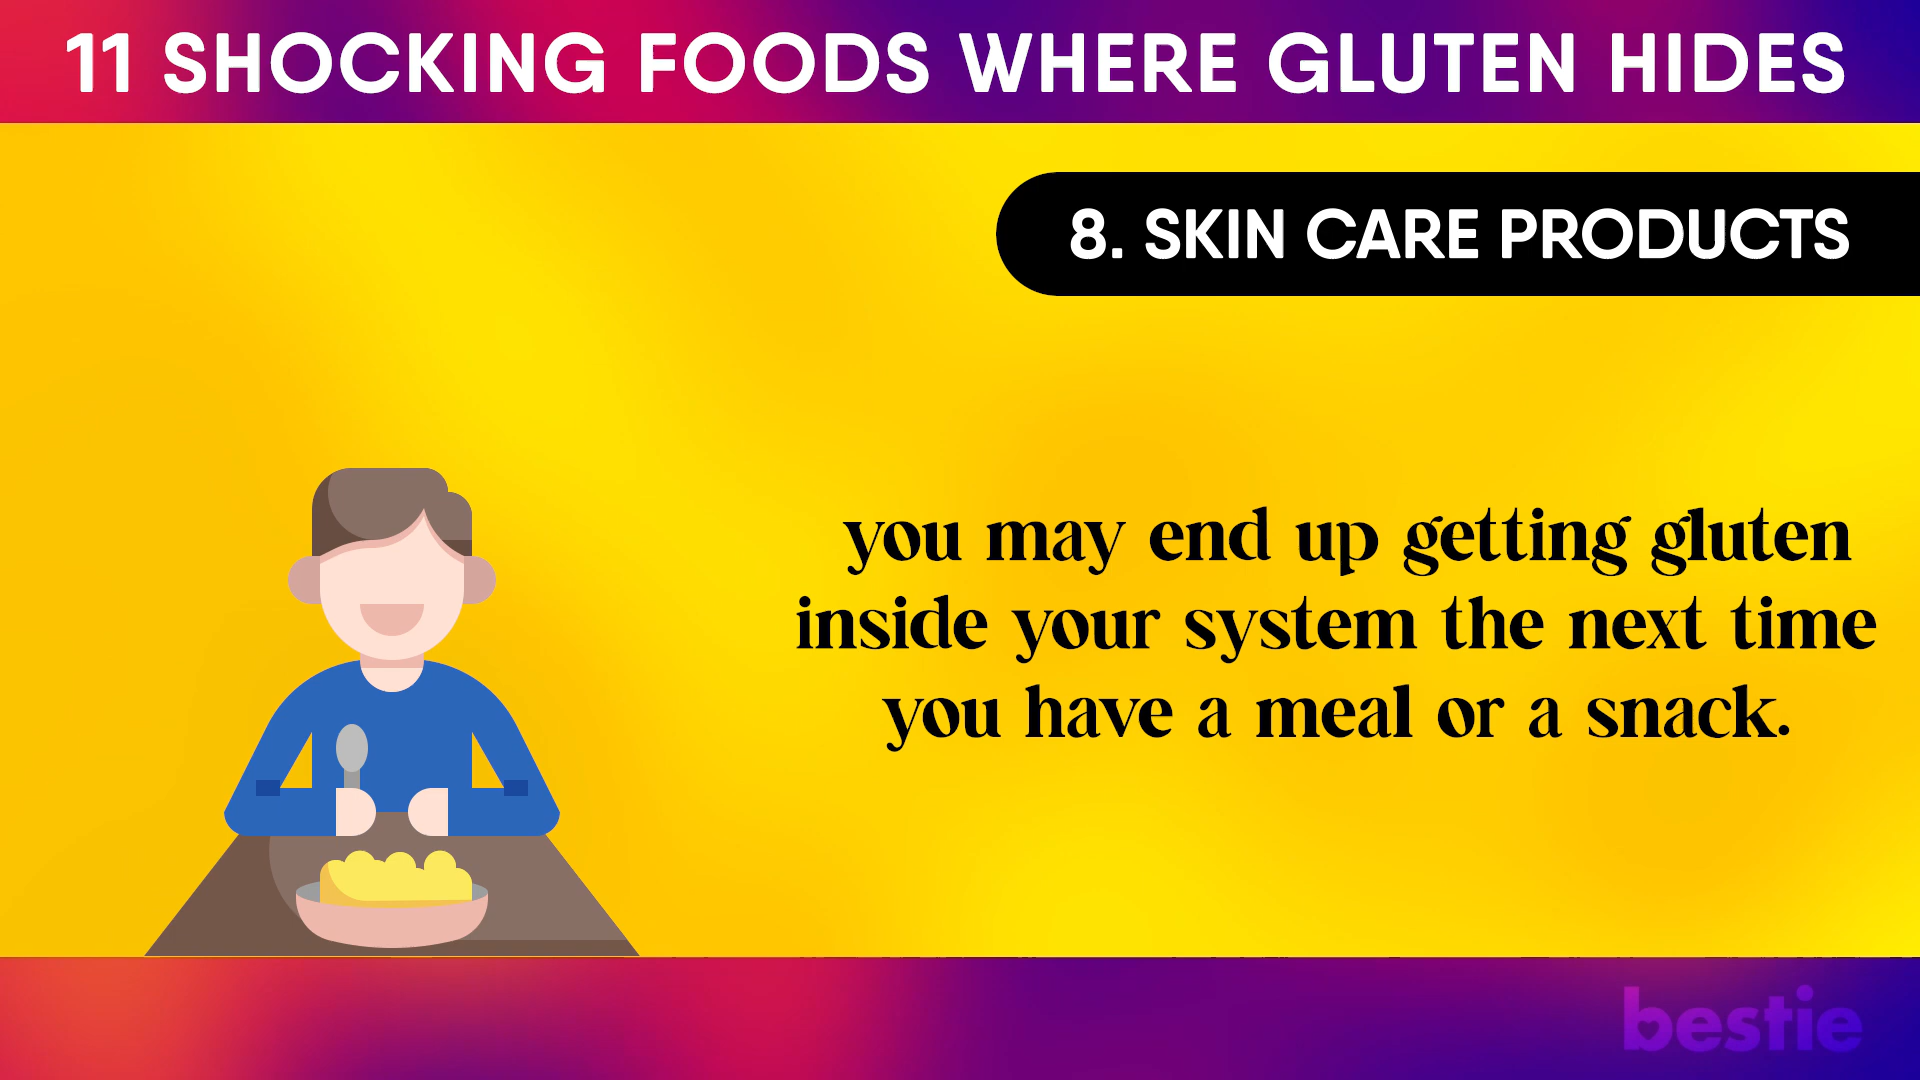 11 SHOCKING FOODS WHERE GLUTEN HIDES
8. SKIN CARE PRODUCTS
you may end up getting gluten
inside your system the next time
you have a meal or a snack.
bestie